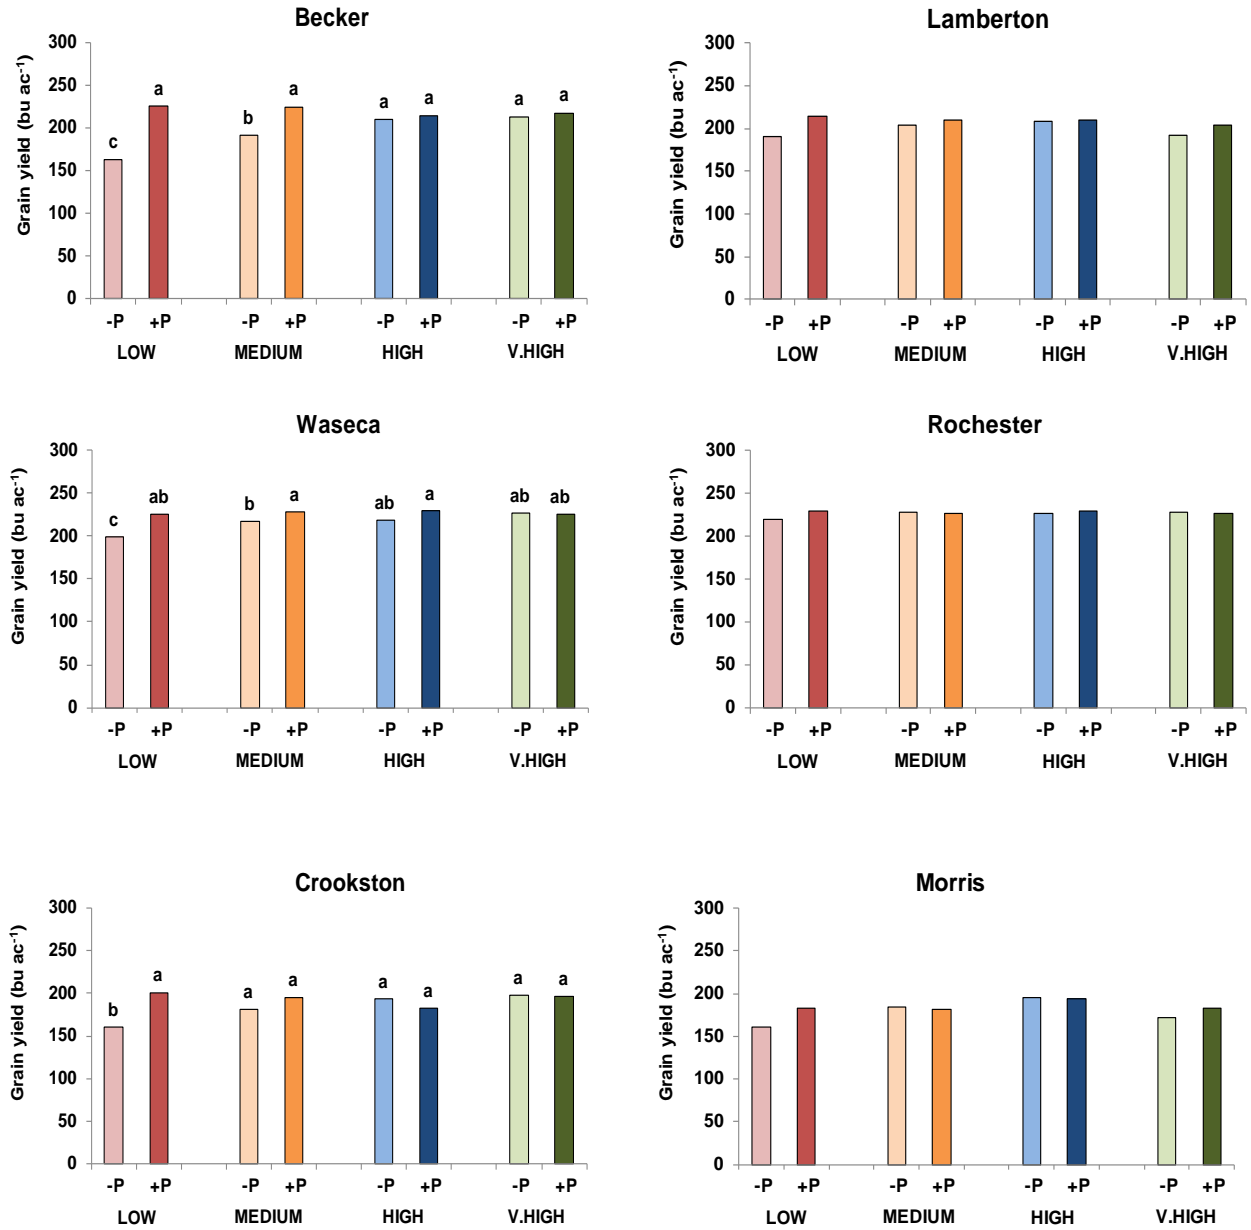 Becker
Grain yield (bu ac⁻¹)
300
250
200
150
100
50
0
c a b a a a a a
-P +P -P +P -P +P -P +P
LOW MEDIUM HIGH V.HIGH
Lamberton
Grain yield (bu ac⁻¹)
300
250
200
150
100
50
0
-P +P -P +P -P +P -P +P
LOW MEDIUM HIGH V.HIGH
Waseca
Grain yield (bu ac⁻¹)
300
250
200
150
100
50
0
c ab b a ab a ab ab
-P +P -P +P -P +P -P +P
LOW MEDIUM HIGH V.HIGH
Rochester
Grain yield (bu ac⁻¹)
300
250
200
150
100
50
0
-P +P -P +P -P +P -P +P
LOW MEDIUM HIGH V.HIGH
Crookston
Grain yield (bu ac⁻¹)
300
250
200
150
100
50
0
b a a a a a a a
-P +P -P +P -P +P -P +P
LOW MEDIUM HIGH V.HIGH
Morris
Grain yield (bu ac⁻¹)
300
250
200
150
100
50
0
-P +P -P +P -P +P -P +P
LOW MEDIUM HIGH V.HIGH